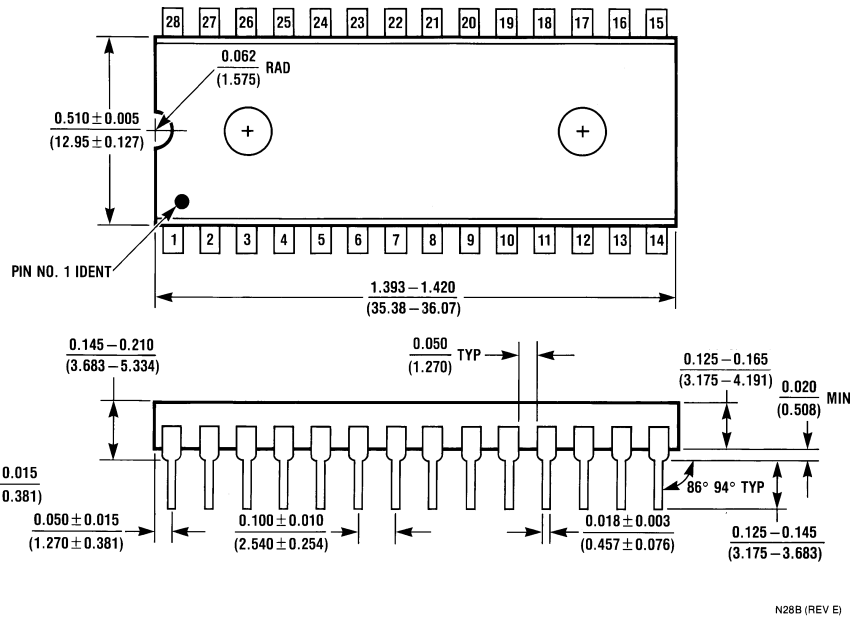 28 27 26 25 24 23 22 21 20 19 18 17 16 15
0.062
(1.575) RAD
0.510 ± 0.005
(12.95 ± 0.127)
1 2 3 4 5 6 7 8 9 10 11 12 13 14
PIN NO. 1 IDENT
1.393 – 1.420
(35.38 – 36.07)
0.145 – 0.210
(3.683 – 5.334)
0.050
(1.270) TYP
0.125 – 0.165
(3.175 – 4.191)
0.020
(0.508) MIN
0.015
0.381)
86° 94° TYP
0.050 ± 0.015
(1.270 ± 0.381)
0.100 ± 0.010
(2.540 ± 0.254)
0.018 ± 0.003
(0.457 ± 0.076)
0.125 – 0.145
(3.175 – 3.683)
N28B (REV E)